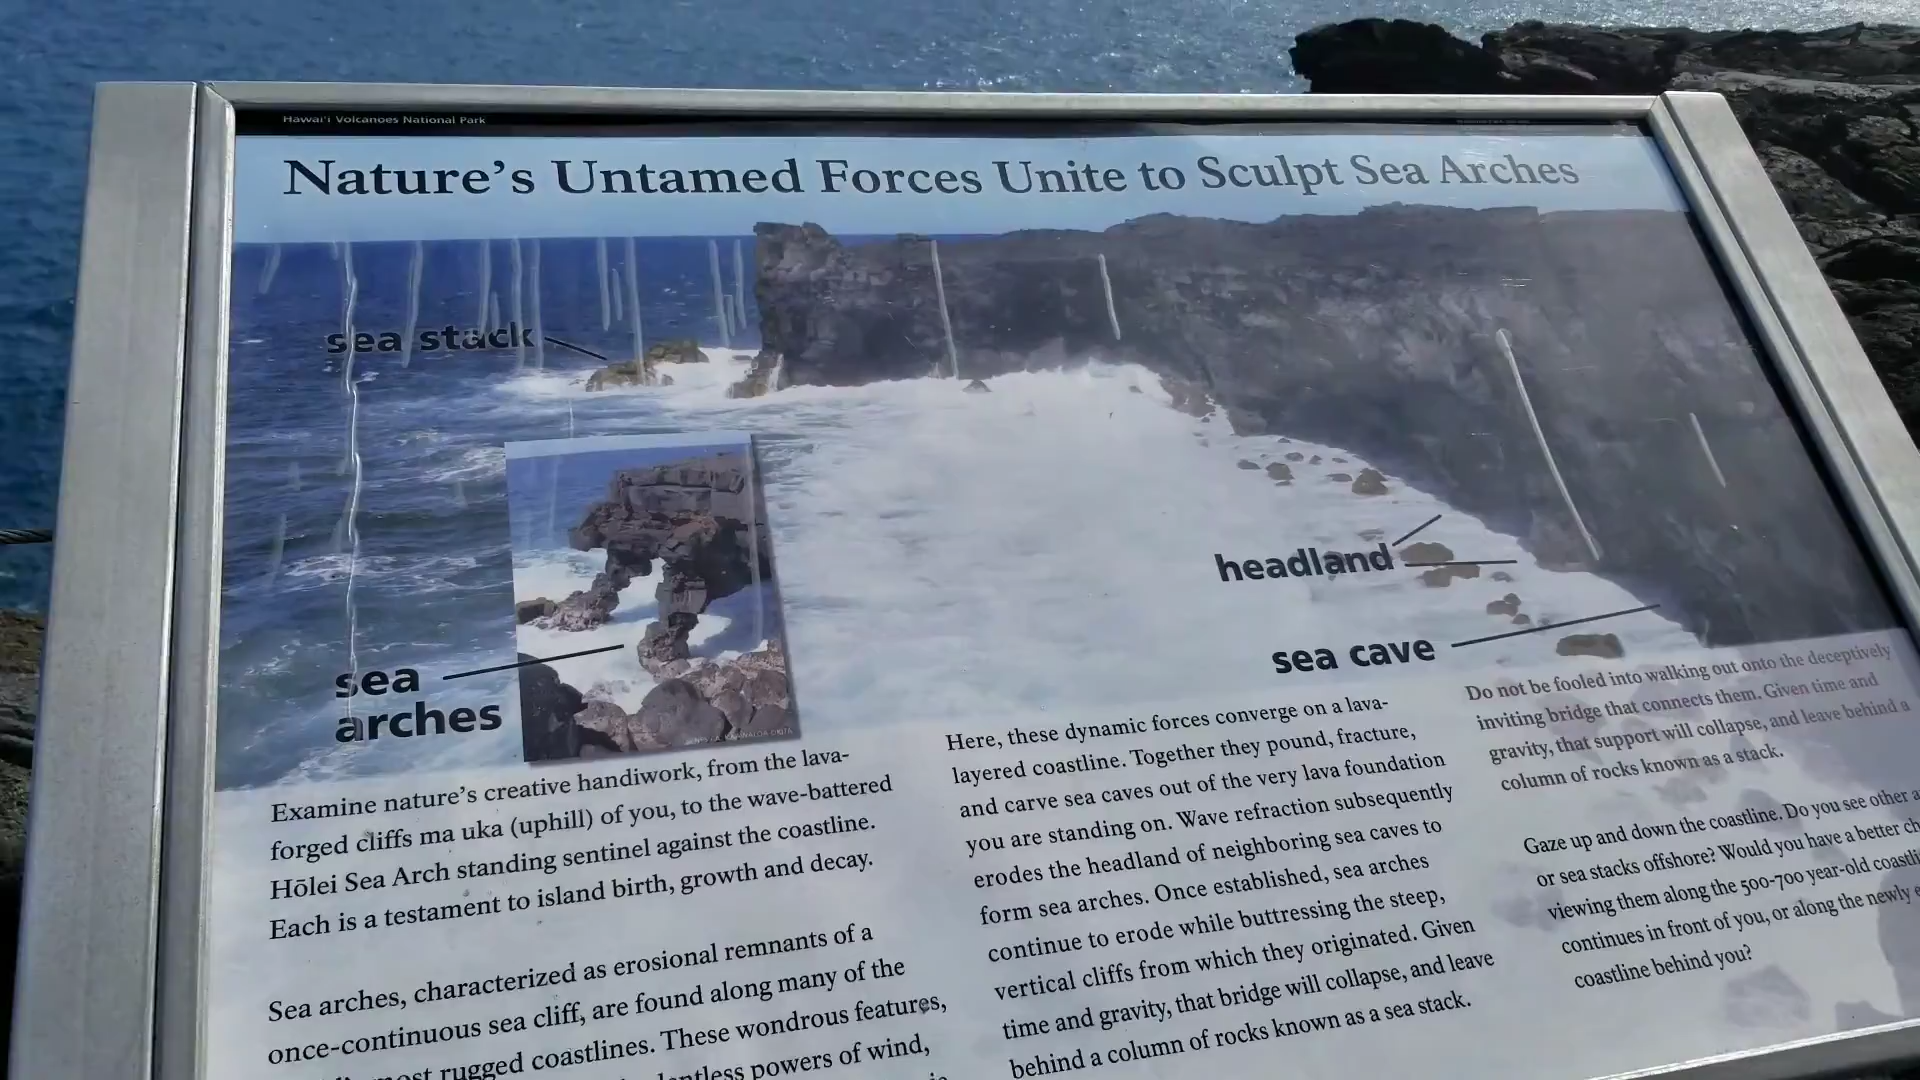 Hawai'i Volcanoes National Park
Nature's Untamed Forces Unite to Sculpt Sea Arches
sea stack
headland
sea cave
sea
arches
Examine nature's creative handiwork, from the lava-
forged cliffs ma uka (uphill) of you, to the wave-battered
Hōlei Sea Arch standing sentinel against the coastline.
Each is a testament to island birth, growth and decay.
Sea arches, characterized as erosional remnants of a
once-continuous sea cliff, are found along many of the
most rugged coastlines. These wondrous features,
powers of wind,
Here, these dynamic forces converge on a lava-
layered coastline. Together they pound, fracture,
and carve sea caves out of the very lava foundation
you are standing on. Wave refraction subsequently
erodes the headland of neighboring sea caves to
form sea arches. Once established, sea arches
continue to erode while buttressing the steep,
vertical cliffs from which they originated. Given
time and gravity, that bridge will collapse, and leave
behind a column of rocks known as a sea stack.
Do not be fooled into walking out onto the deceptively
inviting bridge that connects them. Given time and
gravity, that support will collapse, and leave behind a
column of rocks known as a stack.
Gaze up and down the coastline. Do you see other
or sea stacks offshore? Would you have a better
viewing them along the 500-700 year-old
continues in front of you, or along the newly
coastline behind you?